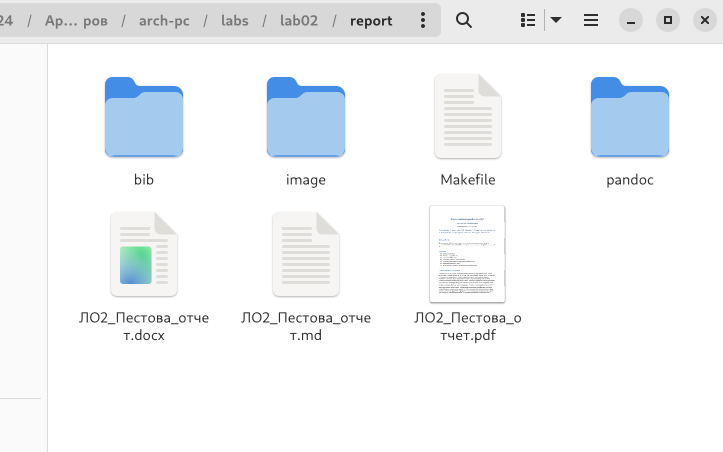 24 / Ар... ров / arch-pc / labs / lab02 / report
bib
image
Makefile
pandoc
ЛО2_Пестова_отче
т.docx
ЛО2_Пестова_отче
т.md
ЛО2_Пестова_о
тчет.pdf